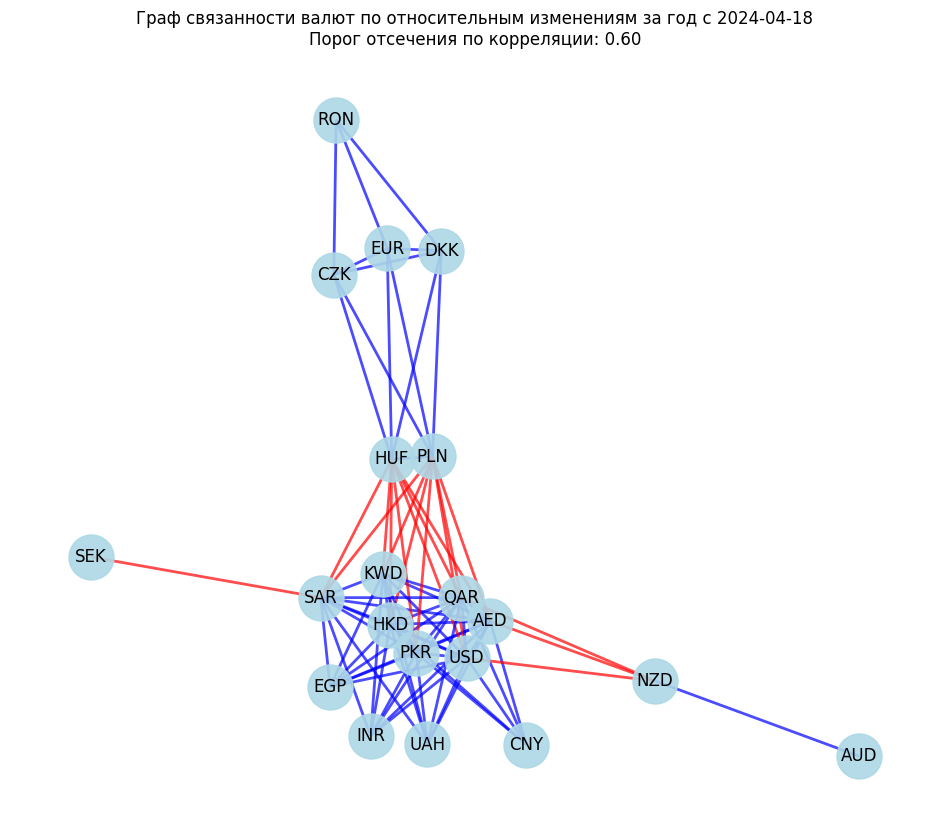 Граф связанности валют по относительным изменениям за год с 2024-04-18
Порог отсечения по корреляции: 0.60
RON
EUR
DKK
CZK
HUF
PLN
SEK
KWD
SAR
QAR
HKD
AED
PKR
USD
EGP
NZD
INR
UAH
CNY
AUD